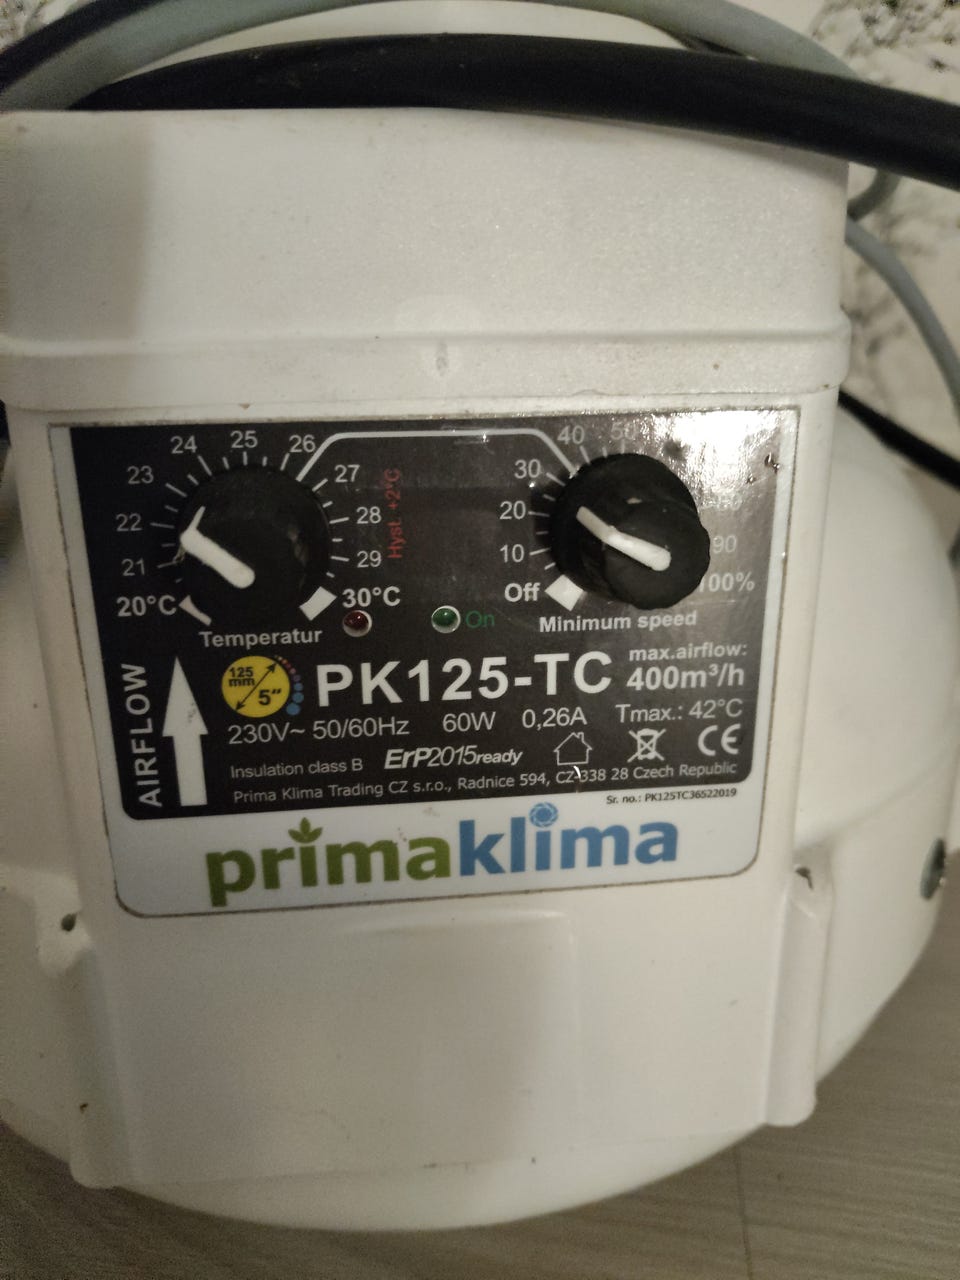 24 25 26
23 27
22 28
21 29
20°C 30°C
Temperatur
Hyst. +2°C
40 50
30
20
10 90
Off 100%
Minimum speed
On
AIRFLOW
125 mm 5"
PK125-TC
max.airflow:
400m³/h
230V~ 50/60Hz 60W 0,26A Tmax.: 42°C
Insulation class B ErP2015ready CE
Prima Klima Trading CZ s.r.o., Radnice 594, CZ-338 28 Czech Republic
Sr. no.: PK125TC36522019
primaklima